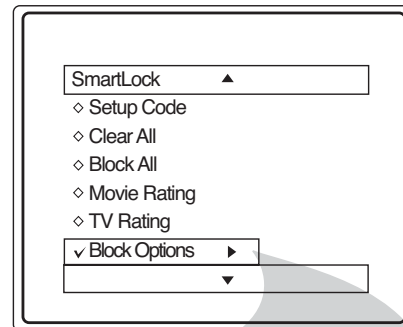 SmartLock ▲
◇ Setup Code
◇ Clear All
◇ Block All
◇ Movie Rating
◇ TV Rating
✓ Block Options ▶
▼